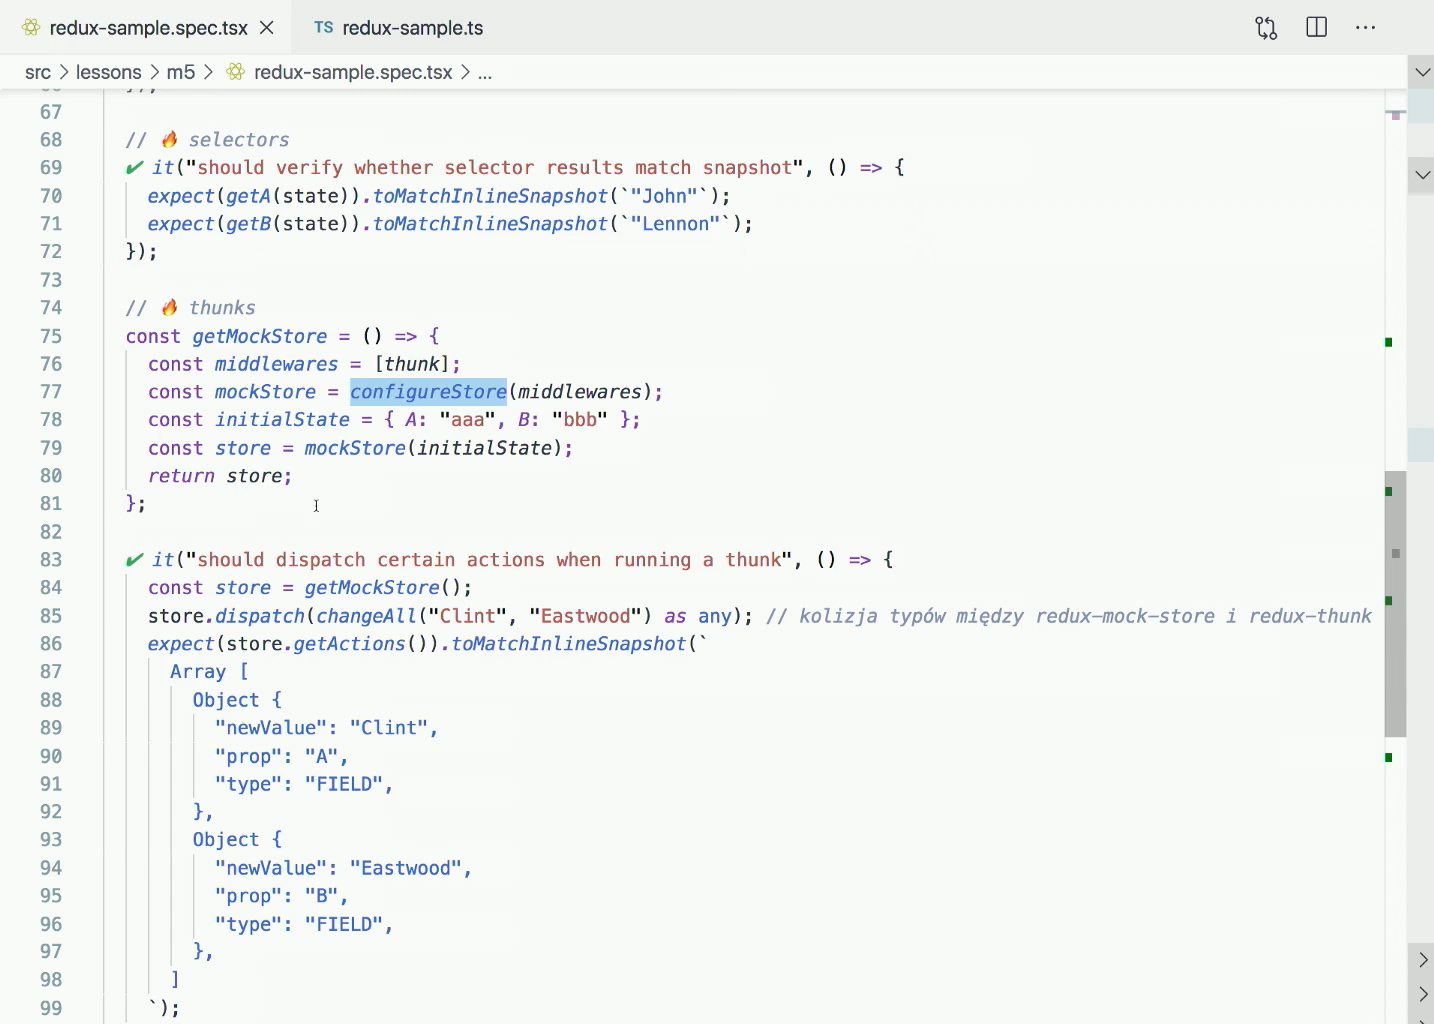 redux-sample.spec.tsx
TS redux-sample.ts
src > lessons > m5 > redux-sample.spec.tsx > ...
67
68 // 🔥 selectors
69 ✔ it("should verify whether selector results match snapshot", () => {
70 expect(getA(state)).toMatchInlineSnapshot(`"John"`);
71 expect(getB(state)).toMatchInlineSnapshot(`"Lennon"`);
72 });
73
74 // 🔥 thunks
75 const getMockStore = () => {
76 const middlewares = [thunk];
77 const mockStore = configureStore(middlewares);
78 const initialState = { A: "aaa", B: "bbb" };
79 const store = mockStore(initialState);
80 return store;
81 };
82
83 ✔ it("should dispatch certain actions when running a thunk", () => {
84 const store = getMockStore();
85 store.dispatch(changeAll("Clint", "Eastwood") as any); // kolizja typów między redux-mock-store i redux-thunk
86 expect(store.getActions()).toMatchInlineSnapshot(`
87 Array [
88 Object {
89 "newValue": "Clint",
90 "prop": "A",
91 "type": "FIELD",
92 },
93 Object {
94 "newValue": "Eastwood",
95 "prop": "B",
96 "type": "FIELD",
97 },
98 ]
99 `);